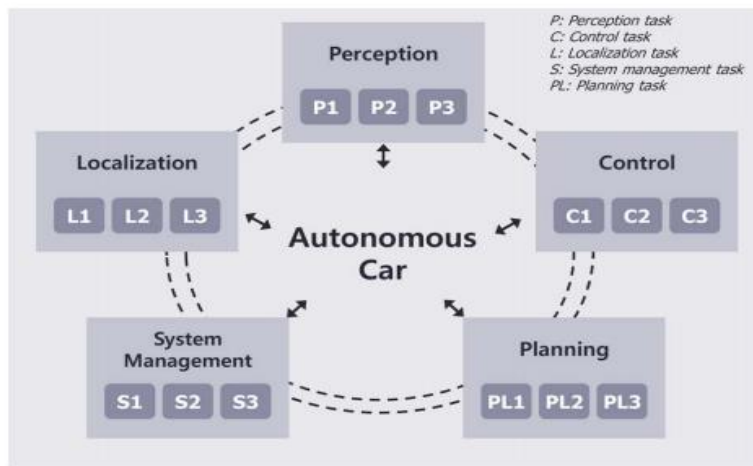 P: Perception task
C: Control task
L: Localization task
S: System management task
PL: Planning task
Perception
P1 P2 P3
Localization
L1 L2 L3
Control
C1 C2 C3
Autonomous
Car
System
Management
S1 S2 S3
Planning
PL1 PL2 PL3